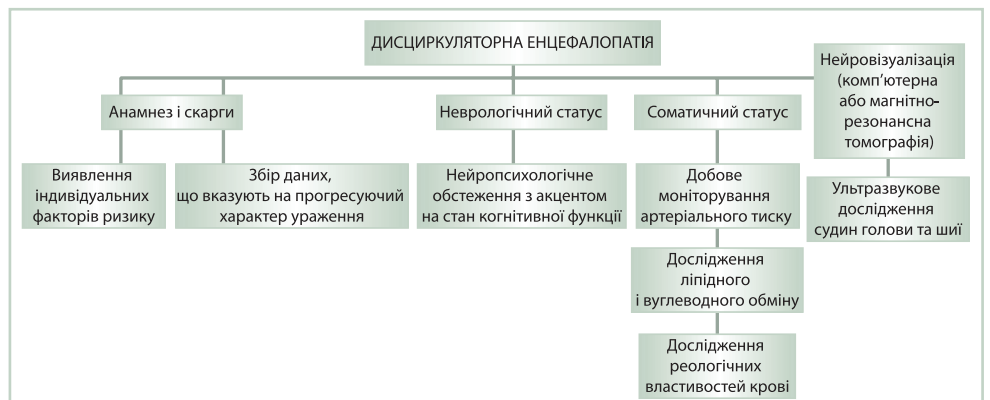 ДИСЦИРКУЛЯТОРНА ЕНЦЕФАЛОПАТІЯ
Нейровізуалізація
(комп’ютерна
або магнітно-
резонансна
томографія)
Анамнез і скарги
Неврологічний статус
Соматичний статус
Виявлення
індивідуальних
факторів ризику
Збір даних,
що вказують на прогресуючий
характер ураження
Нейропсихологічне
обстеження з акцентом
на стан когнітивної функції
Добове
моніторування
артеріального тиску
Ультразвукове
дослідження
судин голови та шиї
Дослідження
ліпідного
і вуглеводного обміну
Дослідження
реологічних
властивостей крові